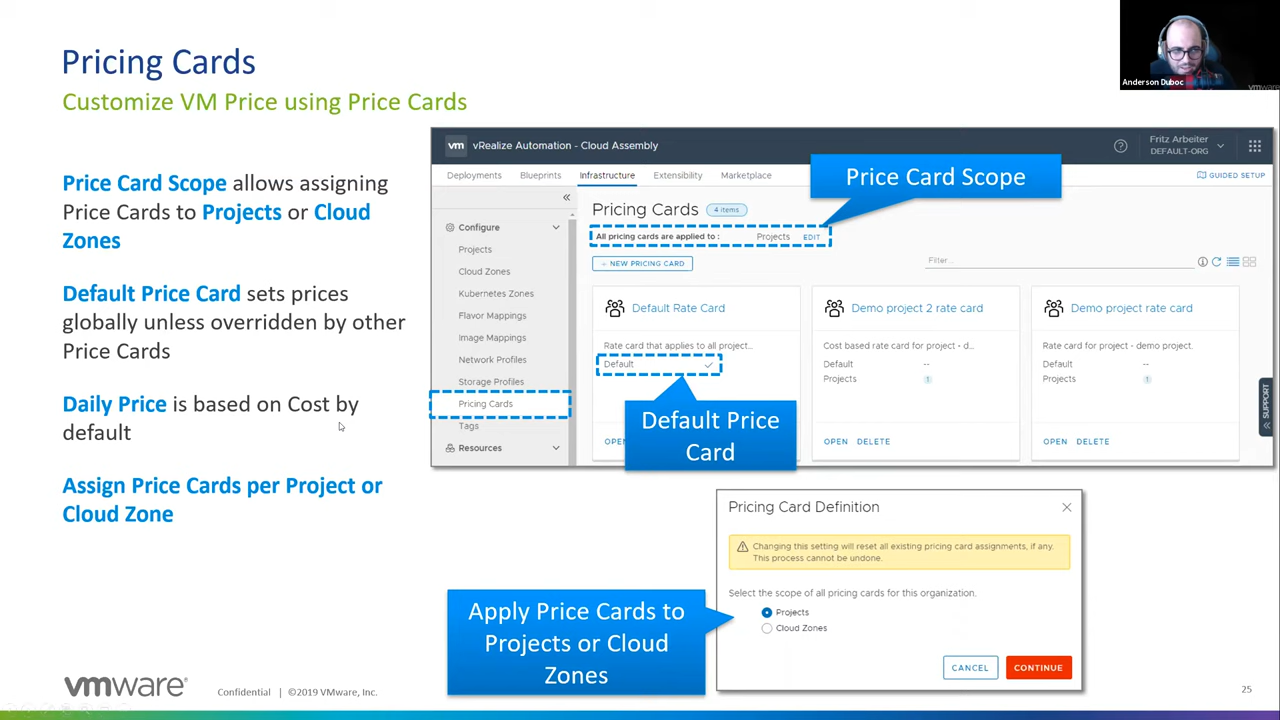 Pricing Cards
Customize VM Price using Price Cards
Anderson Duboc
vmware
Price Card Scope allows assigning
Price Cards to Projects or Cloud
Zones
Default Price Card sets prices
globally unless overridden by other
Price Cards
Daily Price is based on Cost by
default
Assign Price Cards per Project or
Cloud Zone
vm vRealize Automation - Cloud Assembly
Fritz Arbeiter
DEFAULT-ORG
Deployments Blueprints Infrastructure Extensibility Marketplace
GUIDED SETUP
Price Card Scope
Configure
Projects
Cloud Zones
Kubernetes Zones
Flavor Mappings
Image Mappings
Network Profiles
Storage Profiles
Pricing Cards
Tags
Resources
Pricing Cards 4 items
All pricing cards are applied to : Projects EDIT
+ NEW PRICING CARD
Filter...
Default Rate Card
Rate card that applies to all project...
Default
OPEN
Default Price
Card
Demo project 2 rate card
Cost based rate card for project - d...
Default --
Projects 1
OPEN DELETE
Demo project rate card
Rate card for project - demo project.
Default --
Projects 1
OPEN DELETE
SUPPORT
Pricing Card Definition
Changing this setting will reset all existing pricing card assignments, if any.
This process cannot be undone.
Select the scope of all pricing cards for this organization.
Projects
Cloud Zones
CANCEL CONTINUE
Apply Price Cards to
Projects or Cloud
Zones
vmware®
Confidential | ©2019 VMware, Inc.
25